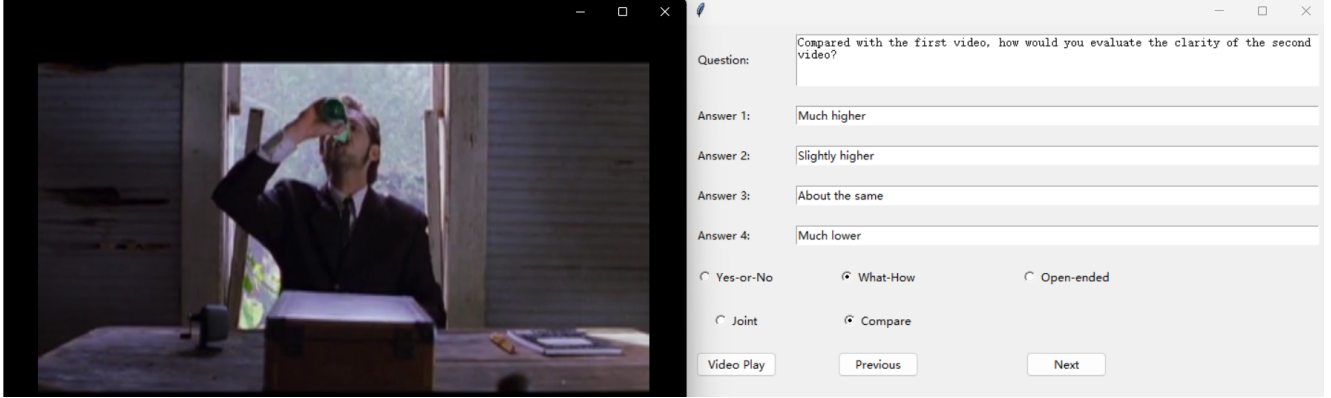 Question:
Compared with the first video, how would you evaluate the clarity of the second
video?
Answer 1:
Much higher
Answer 2:
Slightly higher
Answer 3:
About the same
Answer 4:
Much lower
Yes-or-No
What-How
Open-ended
Joint
Compare
Video Play
Previous
Next